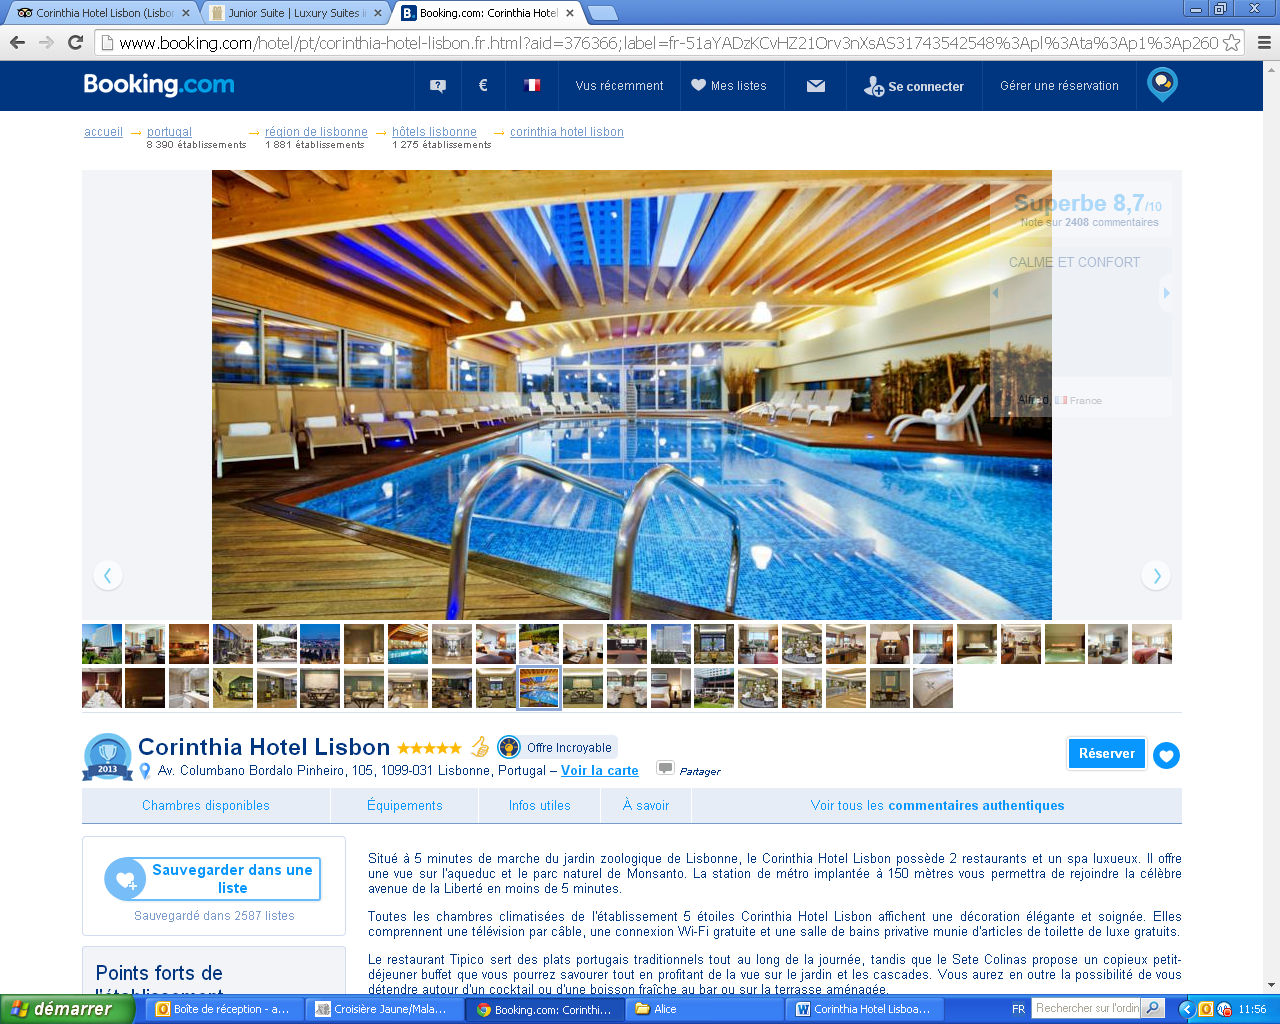 Corinthia Hotel Lisbon (Lisbon
Junior Suite | Luxury Suites i
Booking.com: Corinthia Hotel
www.booking.com/hotel/pt/corinthia-hotel-lisbon.fr.html?aid=376366;label=fr-51aYADzKCvHZ21Orv3nXsAS31743542548%3Apl%3Ata%3Ap1%3Ap260
Booking.com
€
Vus récemment
Mes listes
Se connecter
Gérer une réservation
accueil → portugal → région de lisbonne → hôtels lisbonne → corinthia hotel lisbon
8 390 établissements 1 881 établissements 1 275 établissements
Superbe 8,7/10
Note sur 2408 commentaires
CALME ET CONFORT
Alfred, France
2013
Corinthia Hotel Lisbon
Offre Incroyable
Réserver
Av. Columbano Bordalo Pinheiro, 105, 1099-031 Lisbonne, Portugal – Voir la carte
Partager
Chambres disponibles
Équipements
Infos utiles
À savoir
Voir tous les commentaires authentiques
Sauvegarder dans une
liste
Sauvegardé dans 2587 listes
Points forts de
l'établissement
Situé à 5 minutes de marche du jardin zoologique de Lisbonne, le Corinthia Hotel Lisbon possède 2 restaurants et un spa luxueux. Il offre
une vue sur l'aqueduc et le parc naturel de Monsanto. La station de métro implantée à 150 mètres vous permettra de rejoindre la célèbre
avenue de la Liberté en moins de 5 minutes.
Toutes les chambres climatisées de l'établissement 5 étoiles Corinthia Hotel Lisbon affichent une décoration élégante et soignée. Elles
comprennent une télévision par câble, une connexion Wi-Fi gratuite et une salle de bains privative munie d'articles de toilette de luxe gratuits.
Le restaurant Tipico sert des plats portugais traditionnels tout au long de la journée, tandis que le Sete Colinas propose un copieux petit-
déjeuner buffet que vous pourrez savourer tout en profitant de la vue sur le jardin et les cascades. Vous aurez en outre la possibilité de vous
détendre autour d'un cocktail ou d'une boisson fraîche au bar ou sur la terrasse aménagée.
démarrer
Boîte de réception - a...
Croisière Jaune/Mala...
Booking.com: Corinthi...
Alice
Corinthia Hotel Lisboa...
FR
Rechercher sur l'ordin
11:56